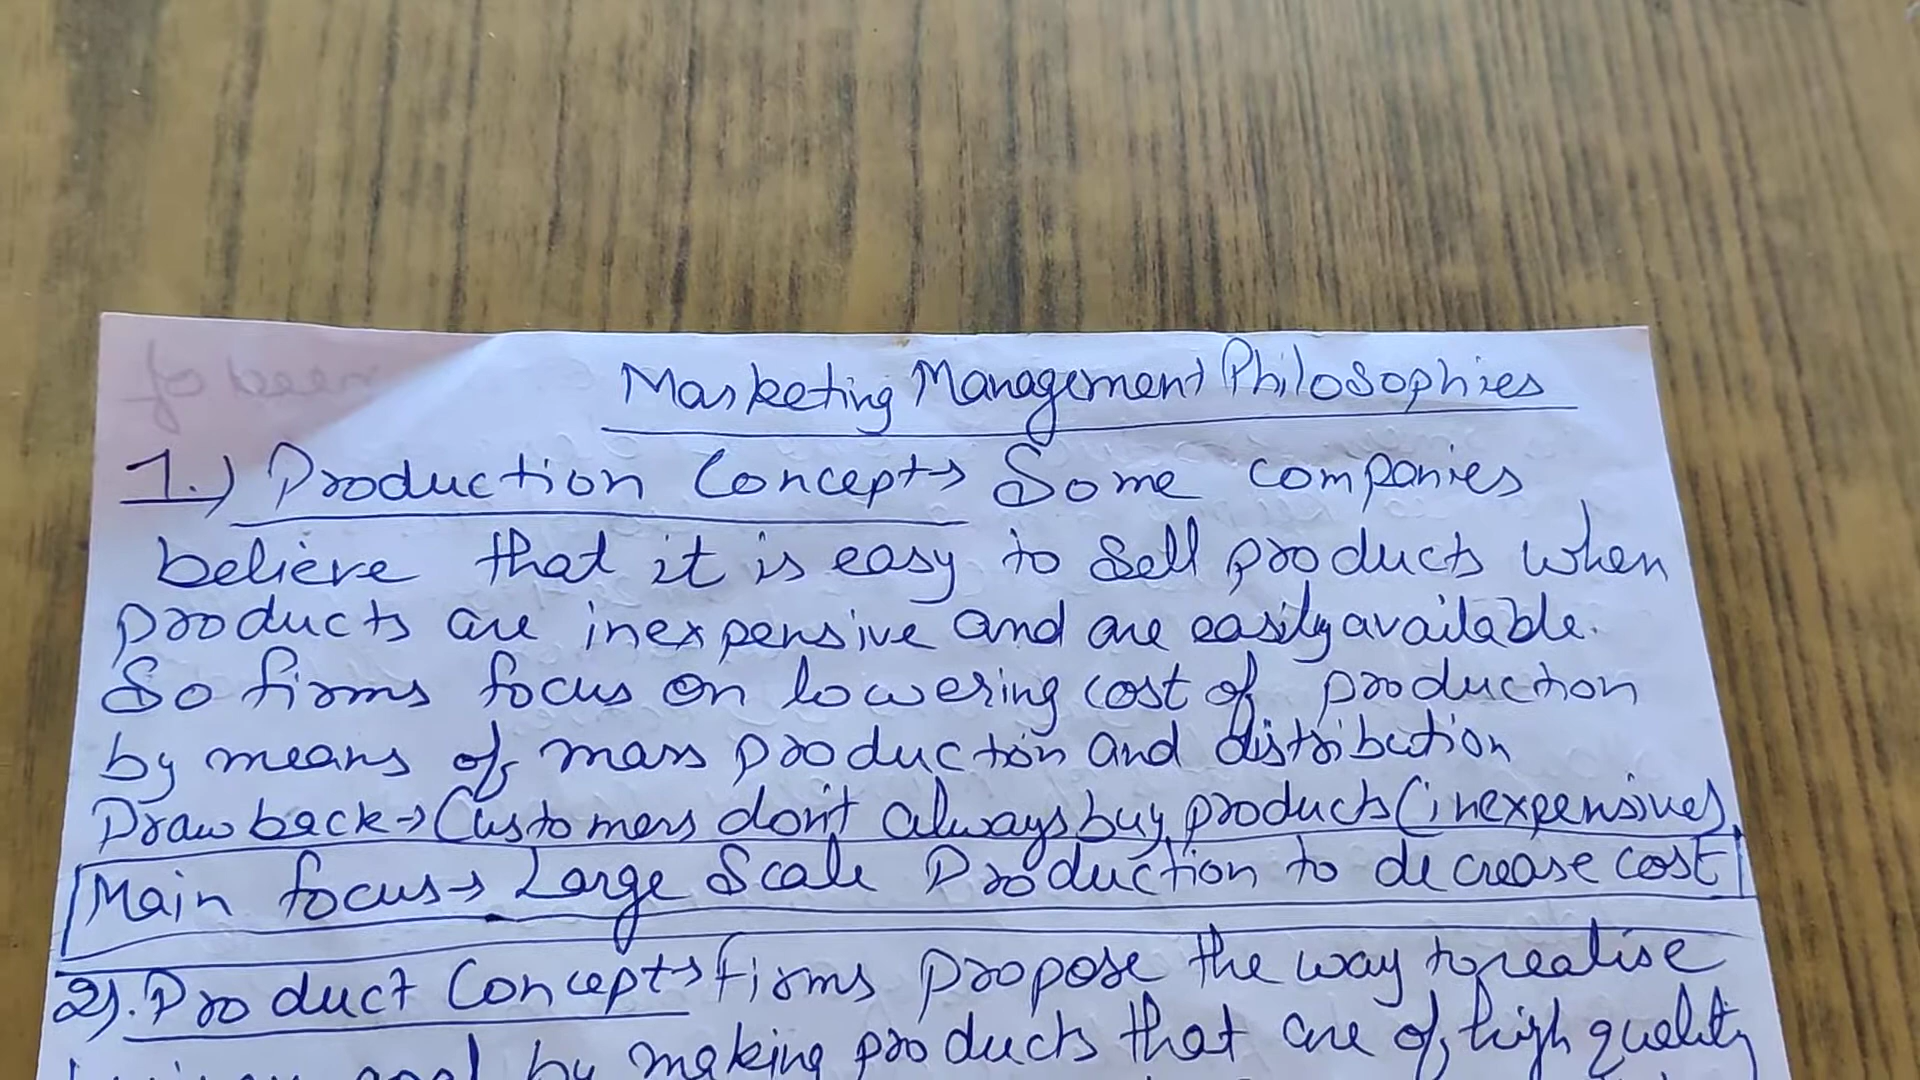 Marketing Management Philosophies
1.) Production Concept→ Some companies
believe that it is easy to sell products when
products are inexpensive and are easily available.
So firms focus on lowering cost of production
by means of mass production and distribution
Drawback→ Customers don't always buy products (inexpensive).
Main focus→ Large Scale Production to decrease cost
2). Product Concept→ firms propose the way to realise
by making products that are of high quality